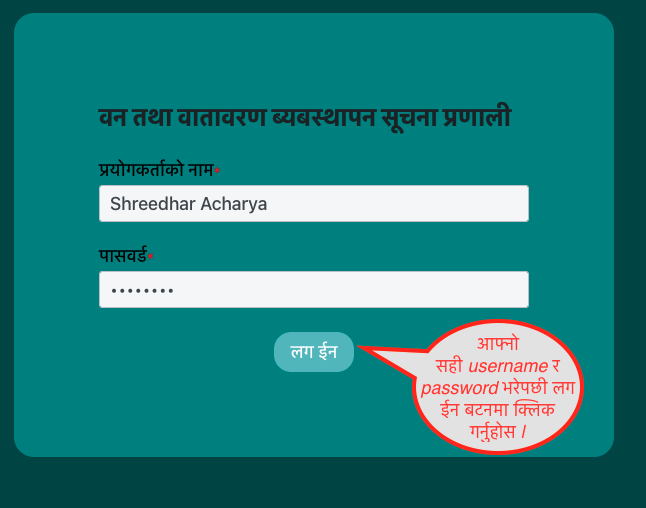 वन तथा वातावरण ब्यबस्थापन सूचना प्रणाली
प्रयोगकर्ताको नाम*
Shreedhar Acharya
पासवर्ड*
••••••••
लग ईन
आफ्नो
सही username र
password भरेपछी लग
ईन बटनमा क्लिक
गर्नुहोस ।